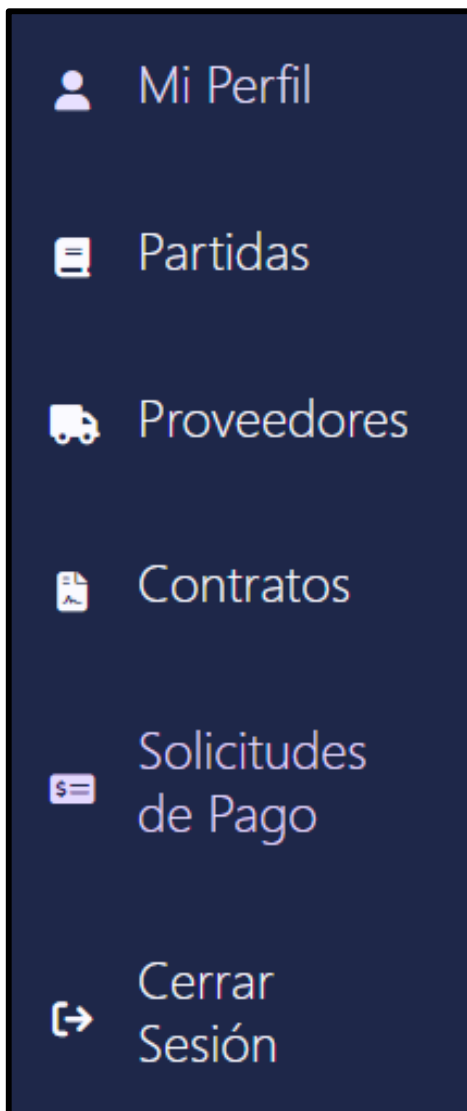 Mi Perfil
Partidas
Proveedores
Contratos
Solicitudes
de Pago
Cerrar
Sesión